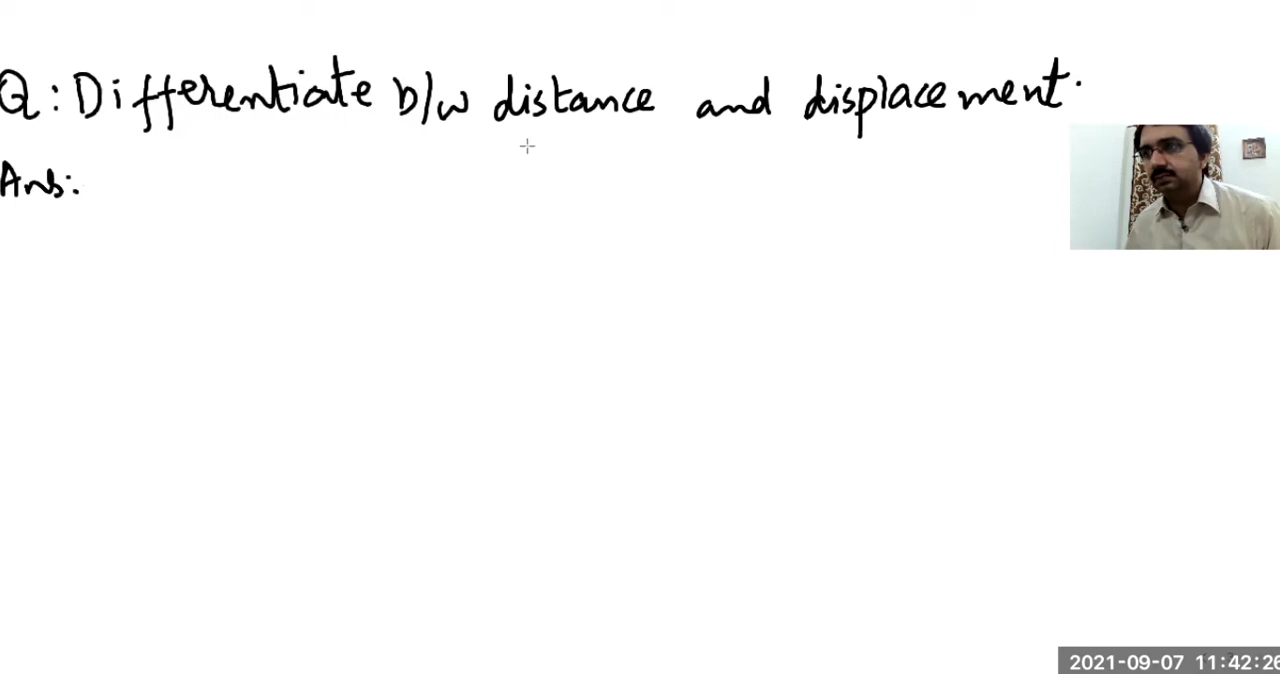 Q: Differentiate b/w distance and displacement.
Ans:
2021-09-07 11:42:26